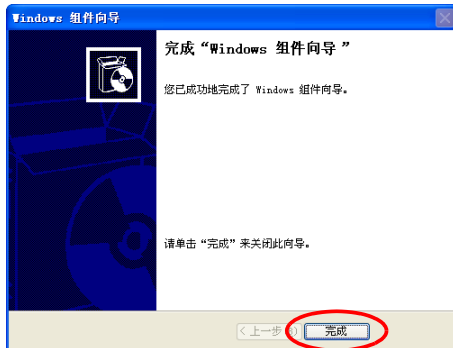 Windows 组件向导
完成“Windows 组件向导 ”
您已成功地完成了 Windows 组件向导。
请单击“完成”来关闭此向导。
< 上一步
完成